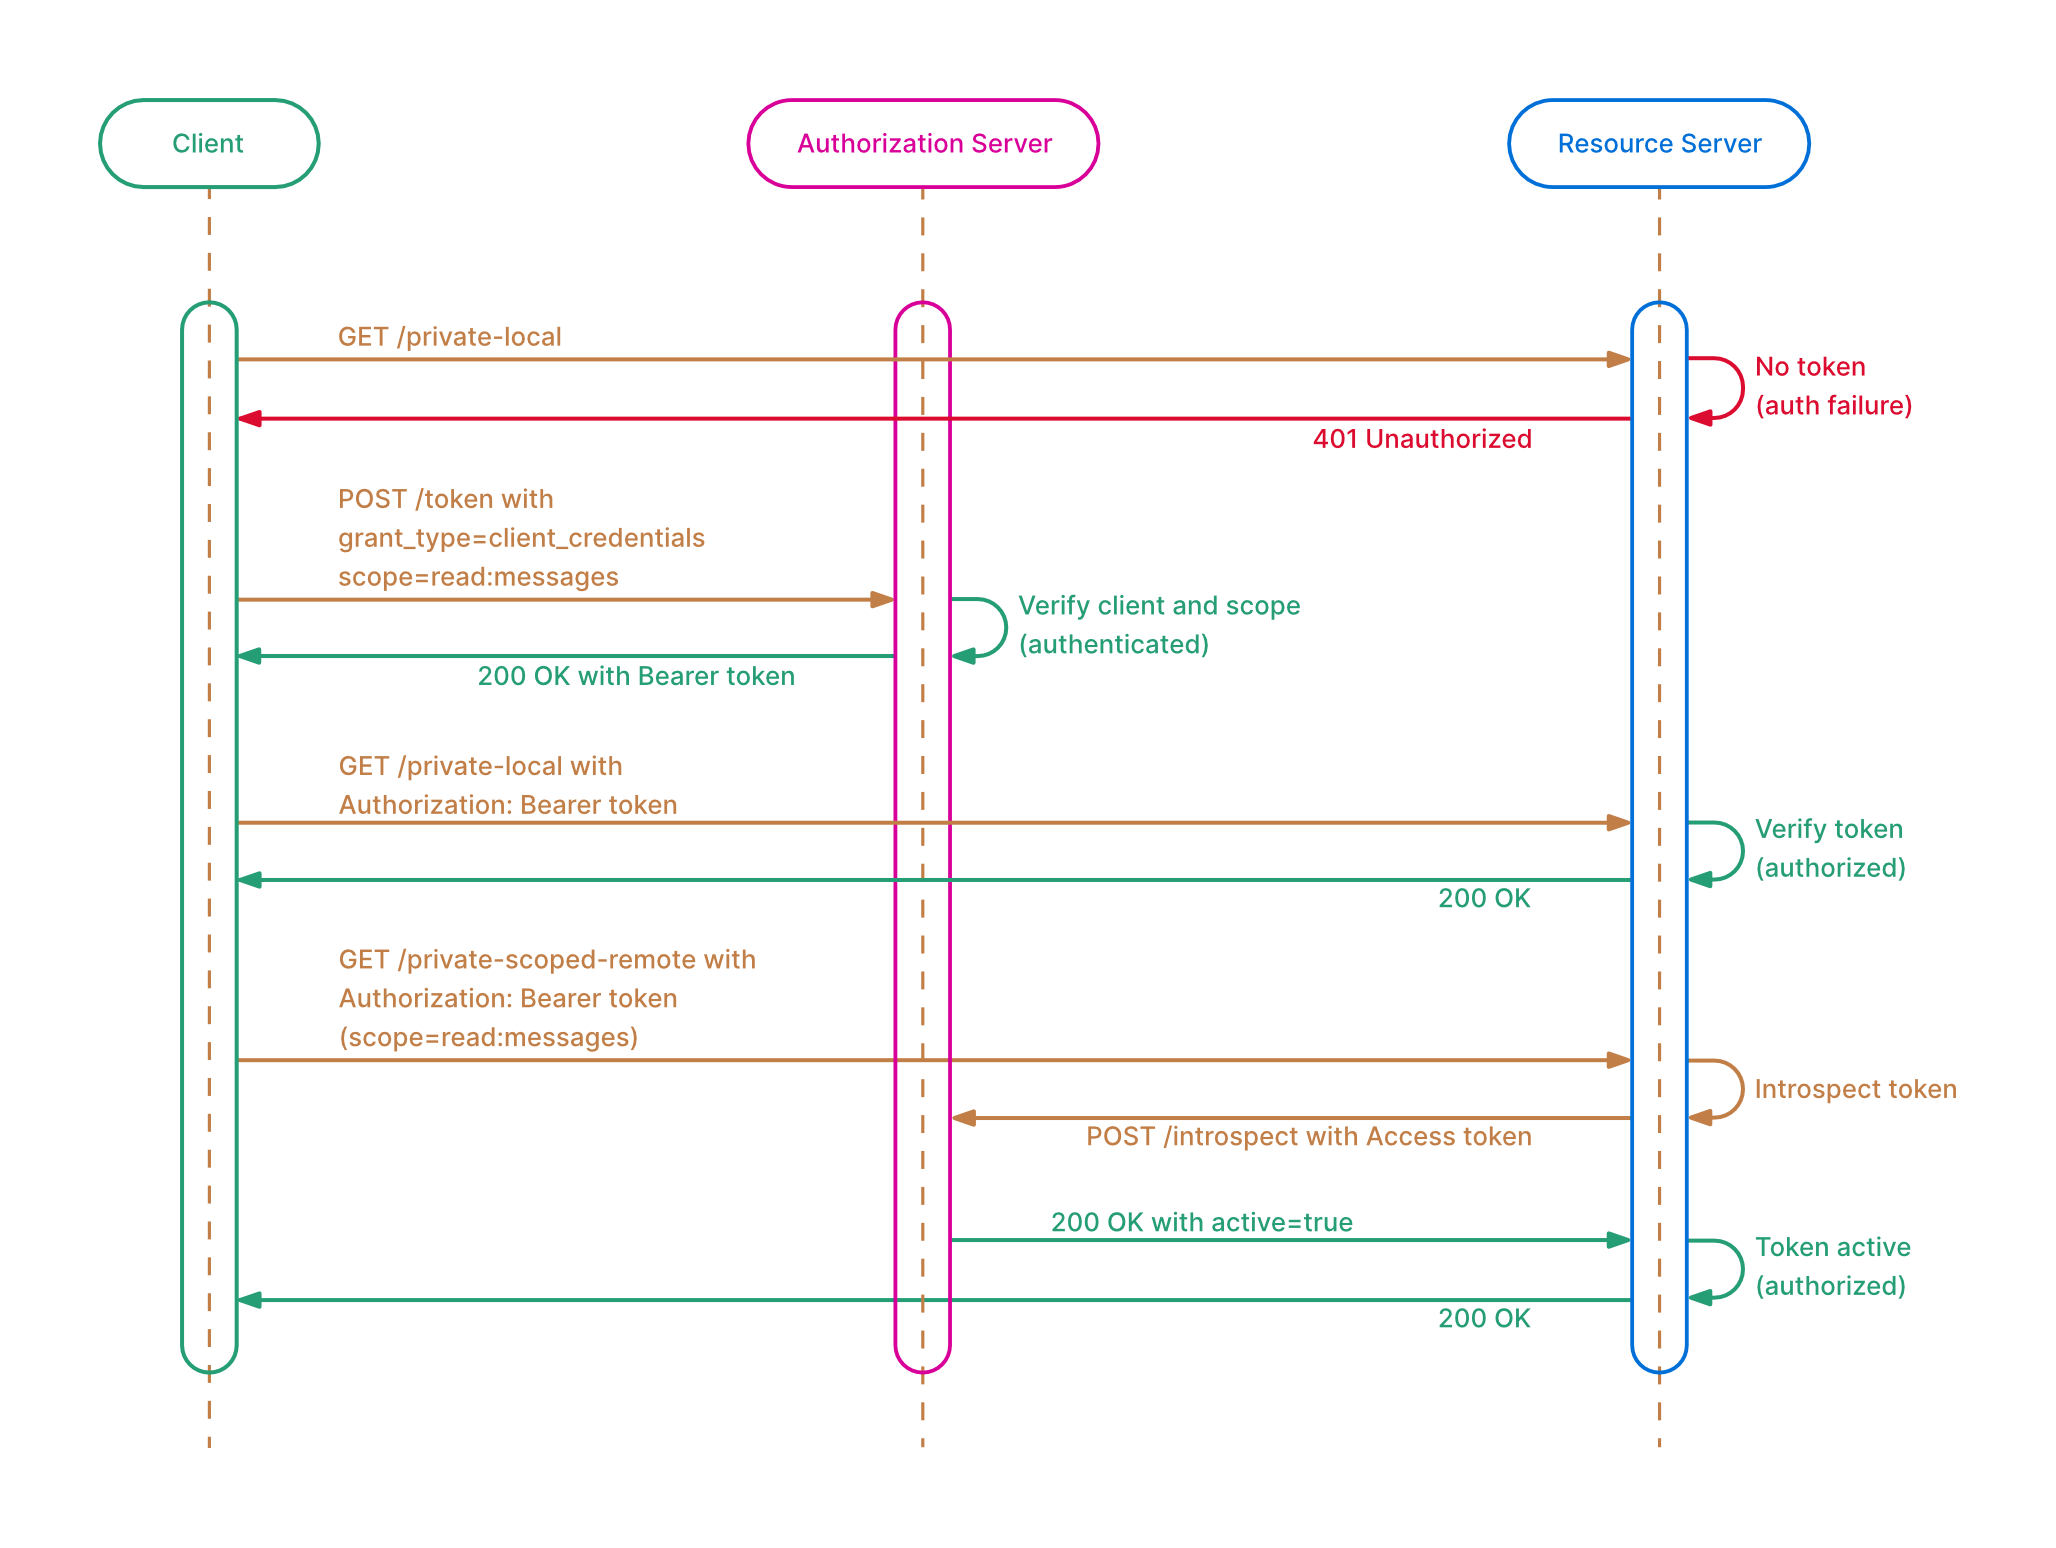 Client
Authorization Server
Resource Server
GET /private-local
No token
(auth failure)
401 Unauthorized
POST /token with
grant_type=client_credentials
scope=read:messages
Verify client and scope
(authenticated)
200 OK with Bearer token
GET /private-local with
Authorization: Bearer token
Verify token
(authorized)
200 OK
GET /private-scoped-remote with
Authorization: Bearer token
(scope=read:messages)
Introspect token
POST /introspect with Access token
200 OK with active=true
Token active
(authorized)
200 OK